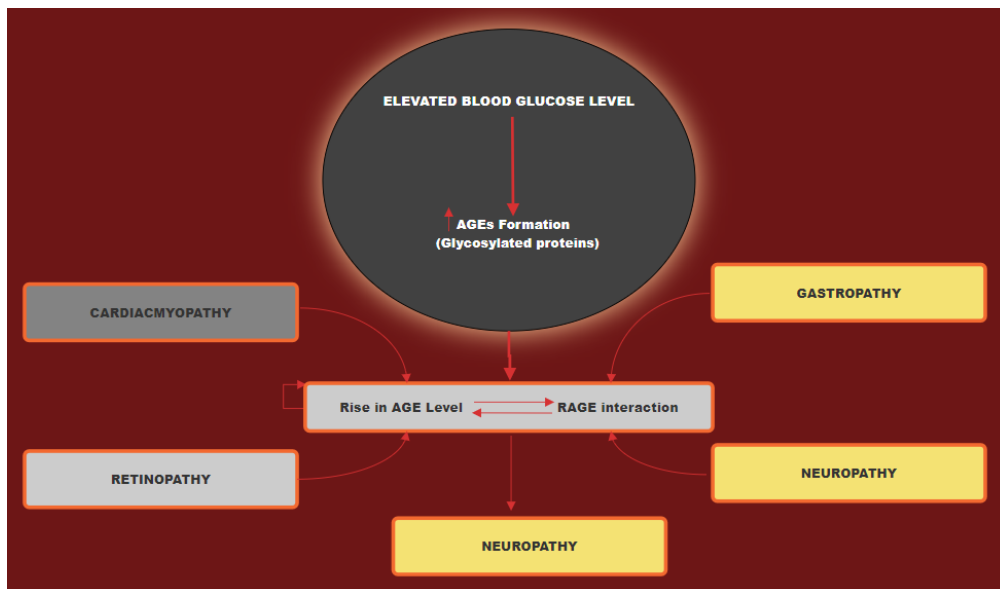 ELEVATED BLOOD GLUCOSE LEVEL
AGEs Formation
(Glycosylated proteins)
GASTROPATHY
CARDIACMYOPATHY
Rise in AGE Level
RAGE interaction
RETINOPATHY
NEUROPATHY
NEUROPATHY